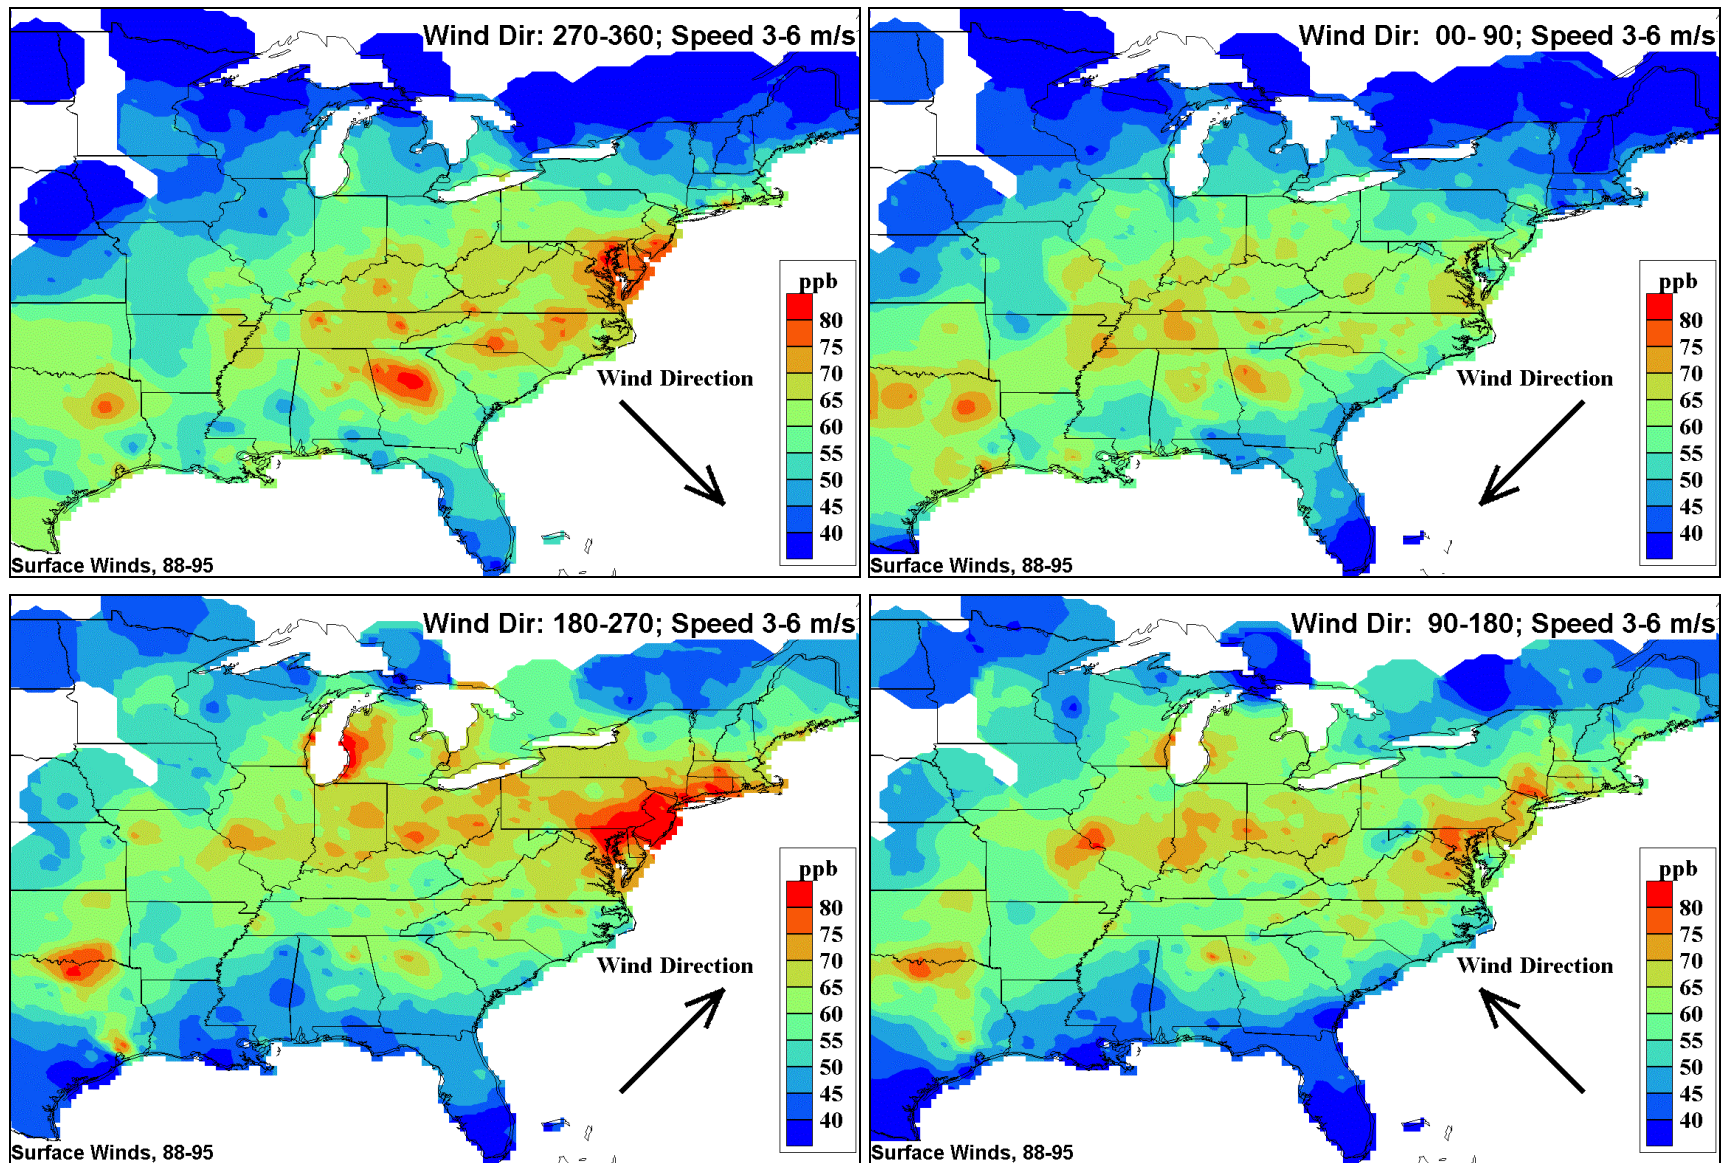 Wind Dir: 270-360; Speed 3-6 m/s
ppb
80
75
70
65
60
55
50
45
40
Wind Direction
Surface Winds, 88-95
Wind Dir: 00- 90; Speed 3-6 m/s
ppb
80
75
70
65
60
55
50
45
40
Wind Direction
Surface Winds, 88-95
Wind Dir: 180-270; Speed 3-6 m/s
ppb
80
75
70
65
60
55
50
45
40
Wind Direction
Surface Winds, 88-95
Wind Dir: 90-180; Speed 3-6 m/s
ppb
80
75
70
65
60
55
50
45
40
Wind Direction
Surface Winds, 88-95